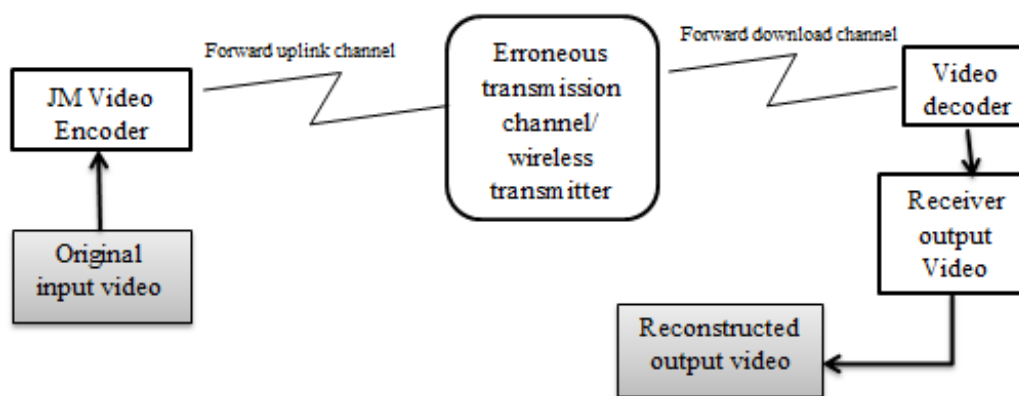 Forward uplink channel
JM Video
Encoder
Original
input video
Erroneous
transmission
channel/
wireless
transmitter
Forward download channel
Video
decoder
Receiver
output
Video
Reconstructed
output video